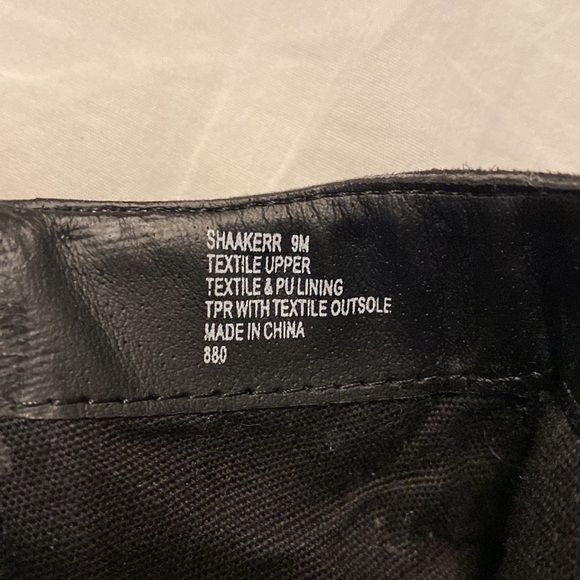 SHAAKERR 9M
TEXTILE UPPER
TEXTILE & PU LINING
TPR WITH TEXTILE OUTSOLE
MADE IN CHINA
880